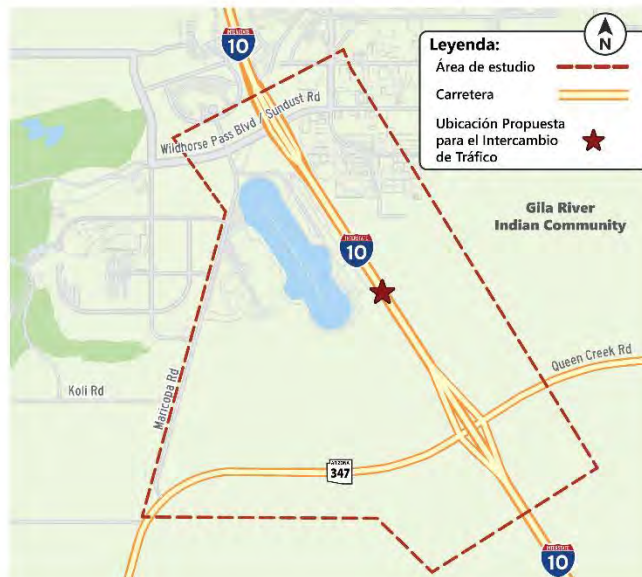 INTERSTATE
10
N
Leyenda:
Área de estudio
Carretera
Ubicación Propuesta
para el Intercambio
de Tráfico
Wildhorse Pass Blvd / Sundust Rd
Gila River
Indian Community
INTERSTATE
10
Queen Creek Rd
Koli Rd
Maricopa Rd
ARIZONA
347
INTERSTATE
10